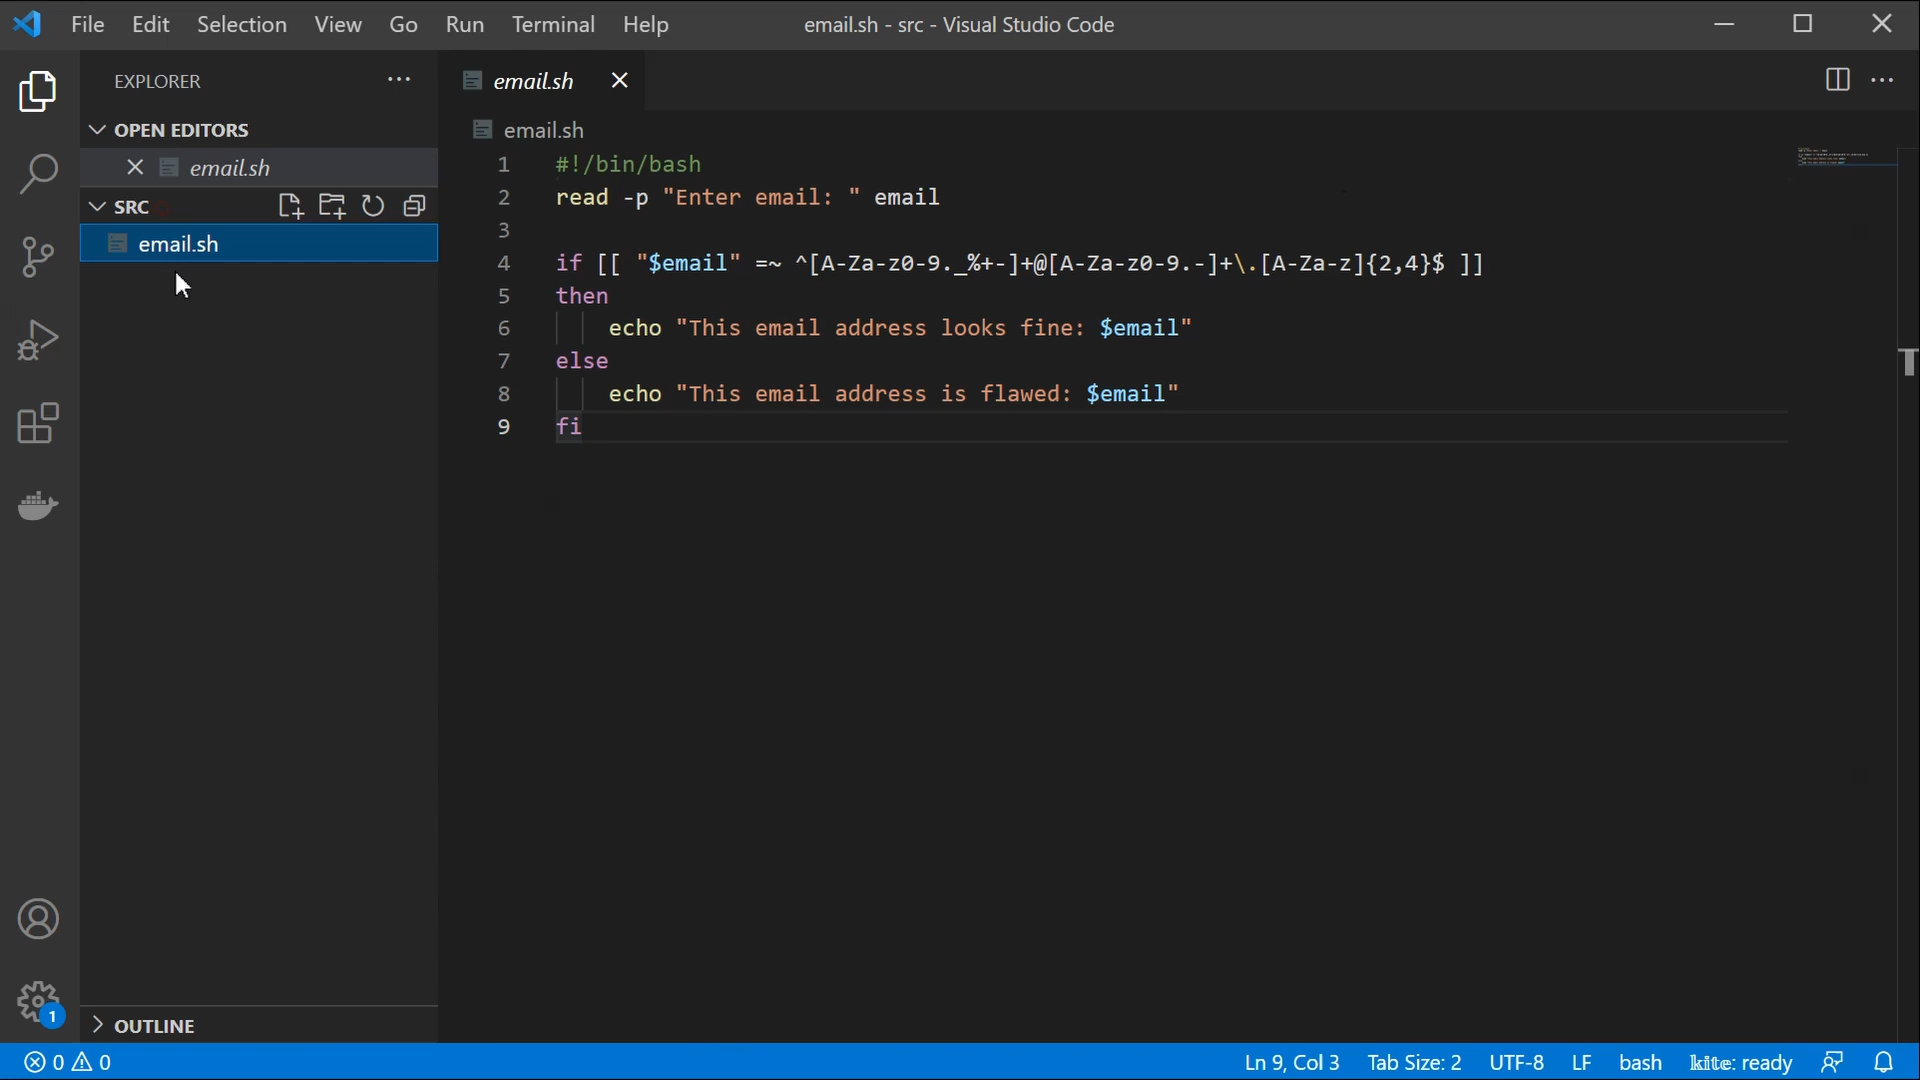 File Edit Selection View Go Run Terminal Help
email.sh - src - Visual Studio Code
EXPLORER
OPEN EDITORS
email.sh
SRC
email.sh
OUTLINE
email.sh
email.sh
1 #!/bin/bash
2 read -p "Enter email: " email
3
4 if [[ "$email" =~ ^[A-Za-z0-9._%+-]+@[A-Za-z0-9.-]+\.[A-Za-z]{2,4}$ ]]
5 then
6 echo "This email address looks fine: $email"
7 else
8 echo "This email address is flawed: $email"
9 fi
1
0 0
Ln 9, Col 3 Tab Size: 2 UTF-8 LF bash kite: ready